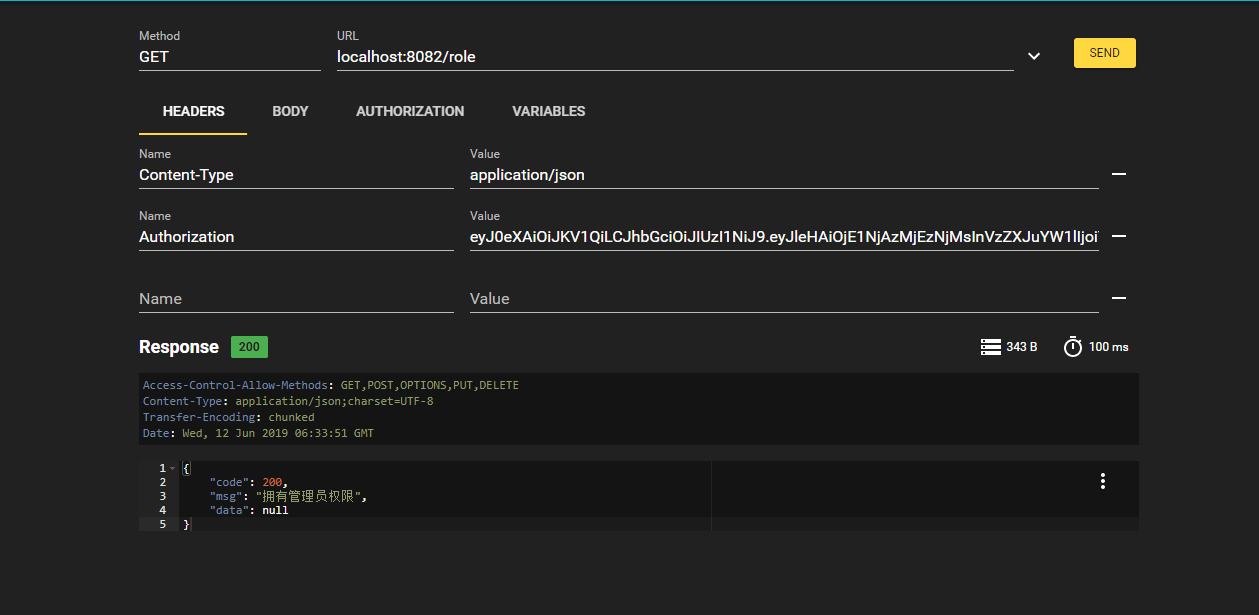 Method URL
GET localhost:8082/role SEND
HEADERS BODY AUTHORIZATION VARIABLES
Name Value
Content-Type application/json
Name Value
Authorization eyJ0eXAiOiJKV1QiLCJhbGciOiJIUzI1NiJ9.eyJleHAiOjE1NjAzMjEzNjMsInVzZXJuYW1lIjoi
Name Value
Response 200 343 B 100 ms
Access-Control-Allow-Methods: GET,POST,OPTIONS,PUT,DELETE
Content-Type: application/json;charset=UTF-8
Transfer-Encoding: chunked
Date: Wed, 12 Jun 2019 06:33:51 GMT
1 {
2 "code": 200,
3 "msg": "拥有管理员权限",
4 "data": null
5 }